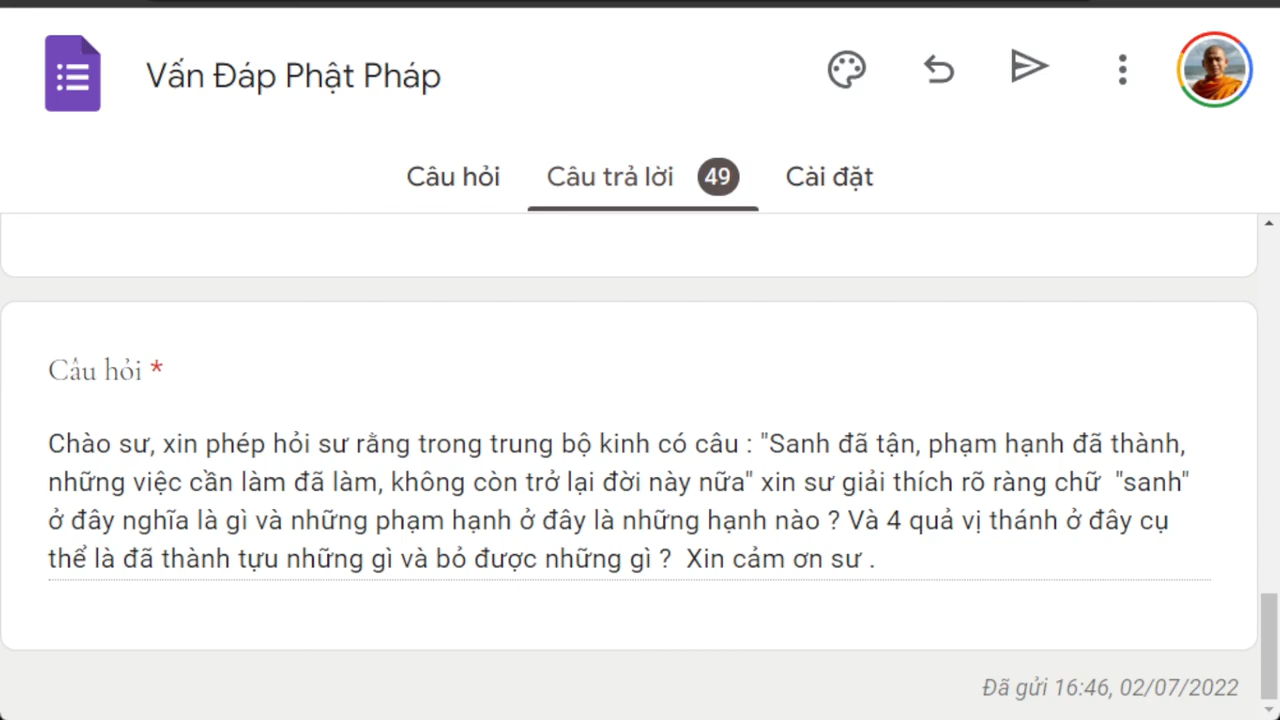 Vấn Đáp Phật Pháp
Câu hỏi
Câu trả lời
49
Cài đặt
Câu hỏi *
Chào sư, xin phép hỏi sư rằng trong trung bộ kinh có câu : "Sanh đã tận, phạm hạnh đã thành,
những việc cần làm đã làm, không còn trở lại đời này nữa" xin sư giải thích rõ ràng chữ  "sanh"
ở đây nghĩa là gì và những phạm hạnh ở đây là những hạnh nào ? Và 4 quả vị thánh ở đây cụ
thể là đã thành tựu những gì và bỏ được những gì ?  Xin cảm ơn sư .
Đã gửi 16:46, 02/07/2022